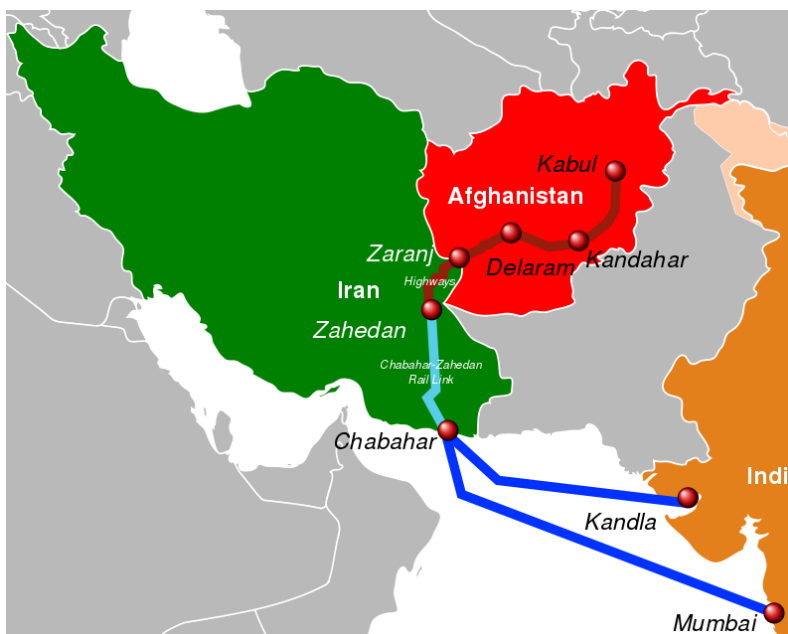 Kabul
Afghanistan
Zaranj
Delaram
Kandahar
Highways
Iran
Zahedan
Chabahar-Zahedan
Rail Link
Chabahar
Indi
Kandla
Mumbai